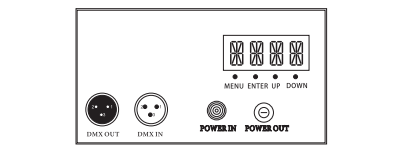 MENU ENTER UP DOWN
DMX OUT DMX IN POWER IN POWER OUT